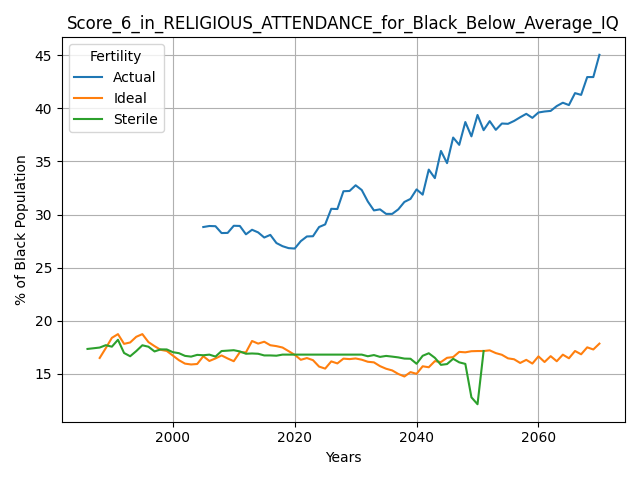 Score_6_in_RELIGIOUS_ATTENDANCE_for_Black_Below_Average_IQ
Fertility
Actual
Ideal
Sterile
% of Black Population
45
40
35
30
25
20
15
2000
2020
2040
2060
Years